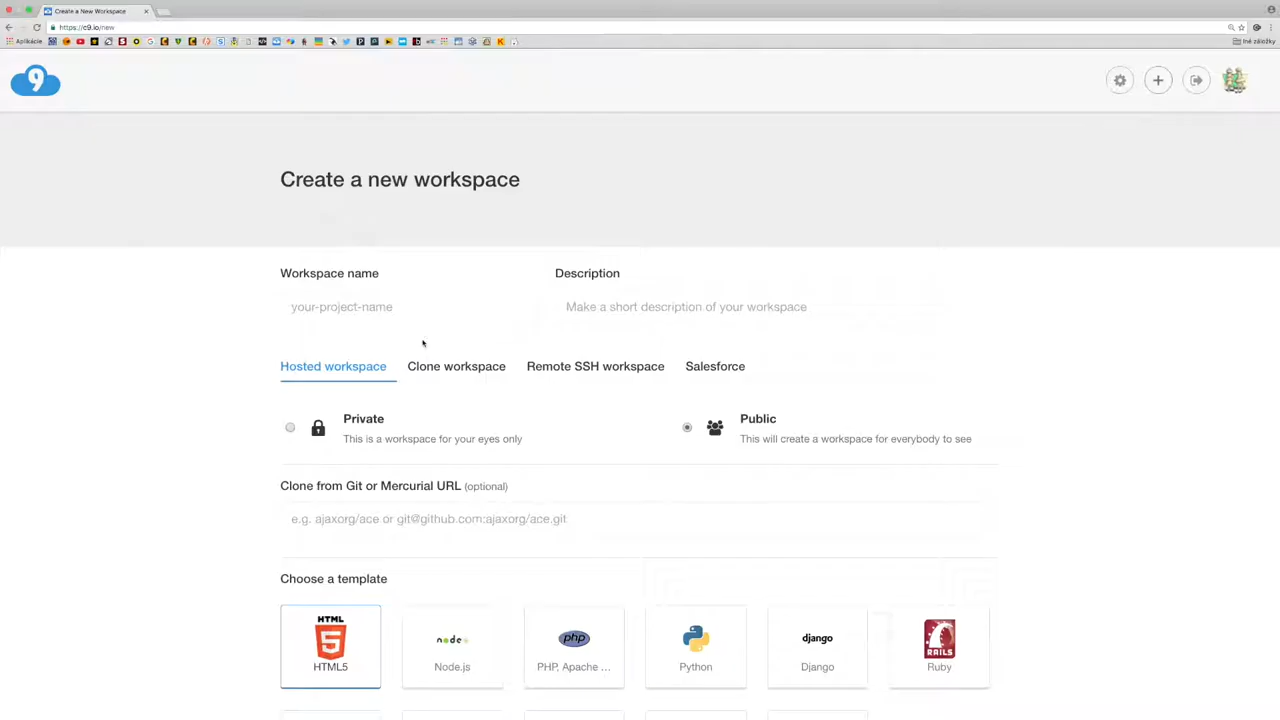 Create a New Workspace
https://c9.io/new
Aplikácie
Iné záložky
9
Create a new workspace
Workspace name
Description
your-project-name
Make a short description of your workspace
Hosted workspace
Clone workspace
Remote SSH workspace
Salesforce
Private
This is a workspace for your eyes only
Public
This will create a workspace for everybody to see
Clone from Git or Mercurial URL (optional)
e.g. ajaxorg/ace or git@github.com:ajaxorg/ace.git
Choose a template
HTML
5
HTML5
node
Node.js
php
PHP, Apache ...
Python
django
Django
RAILS
Ruby